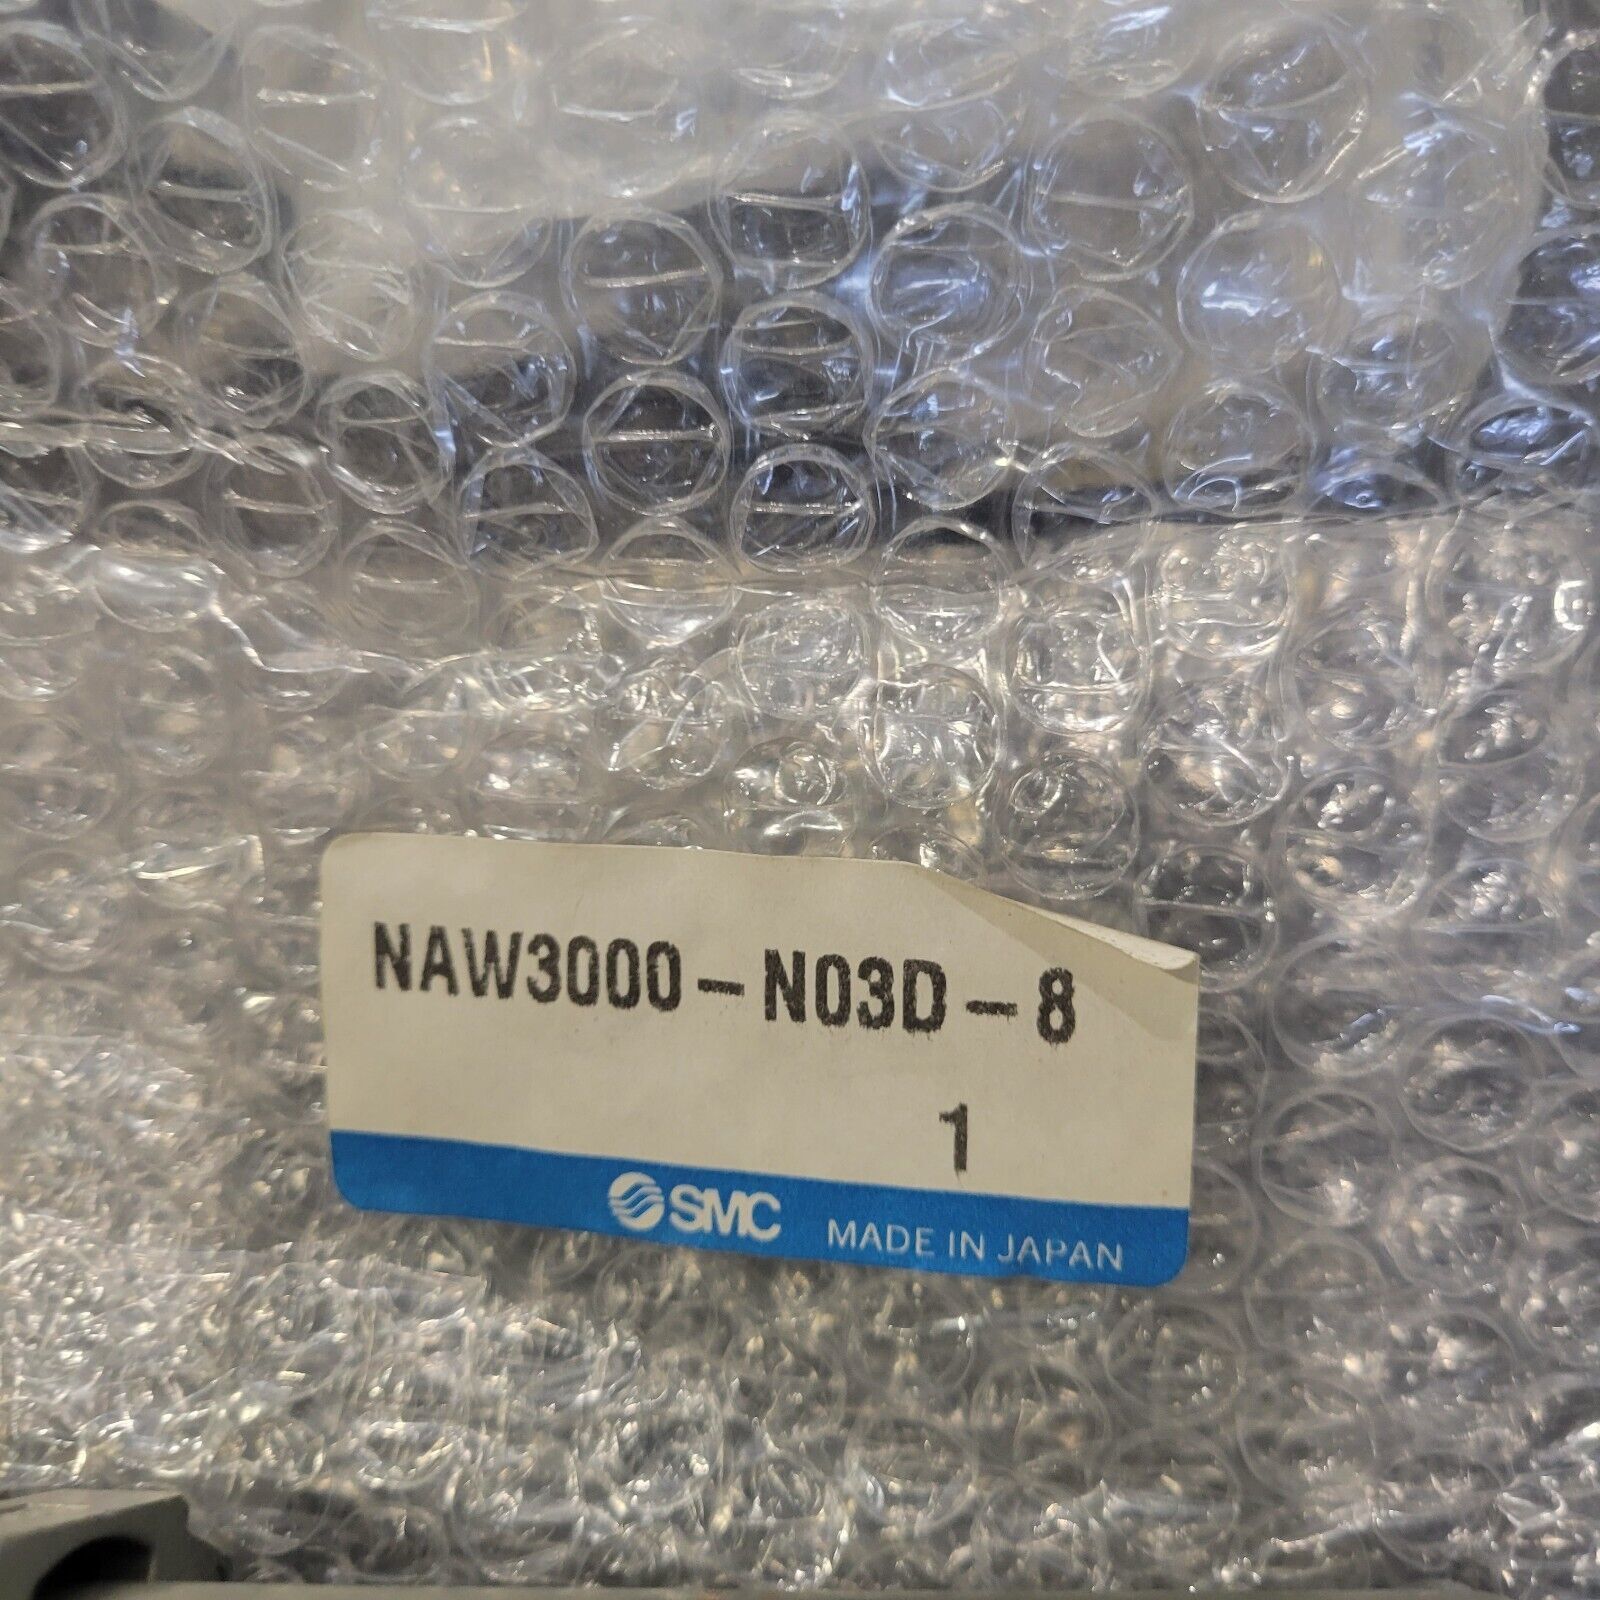 NAW3000-N03D-8
1
SMC MADE IN JAPAN